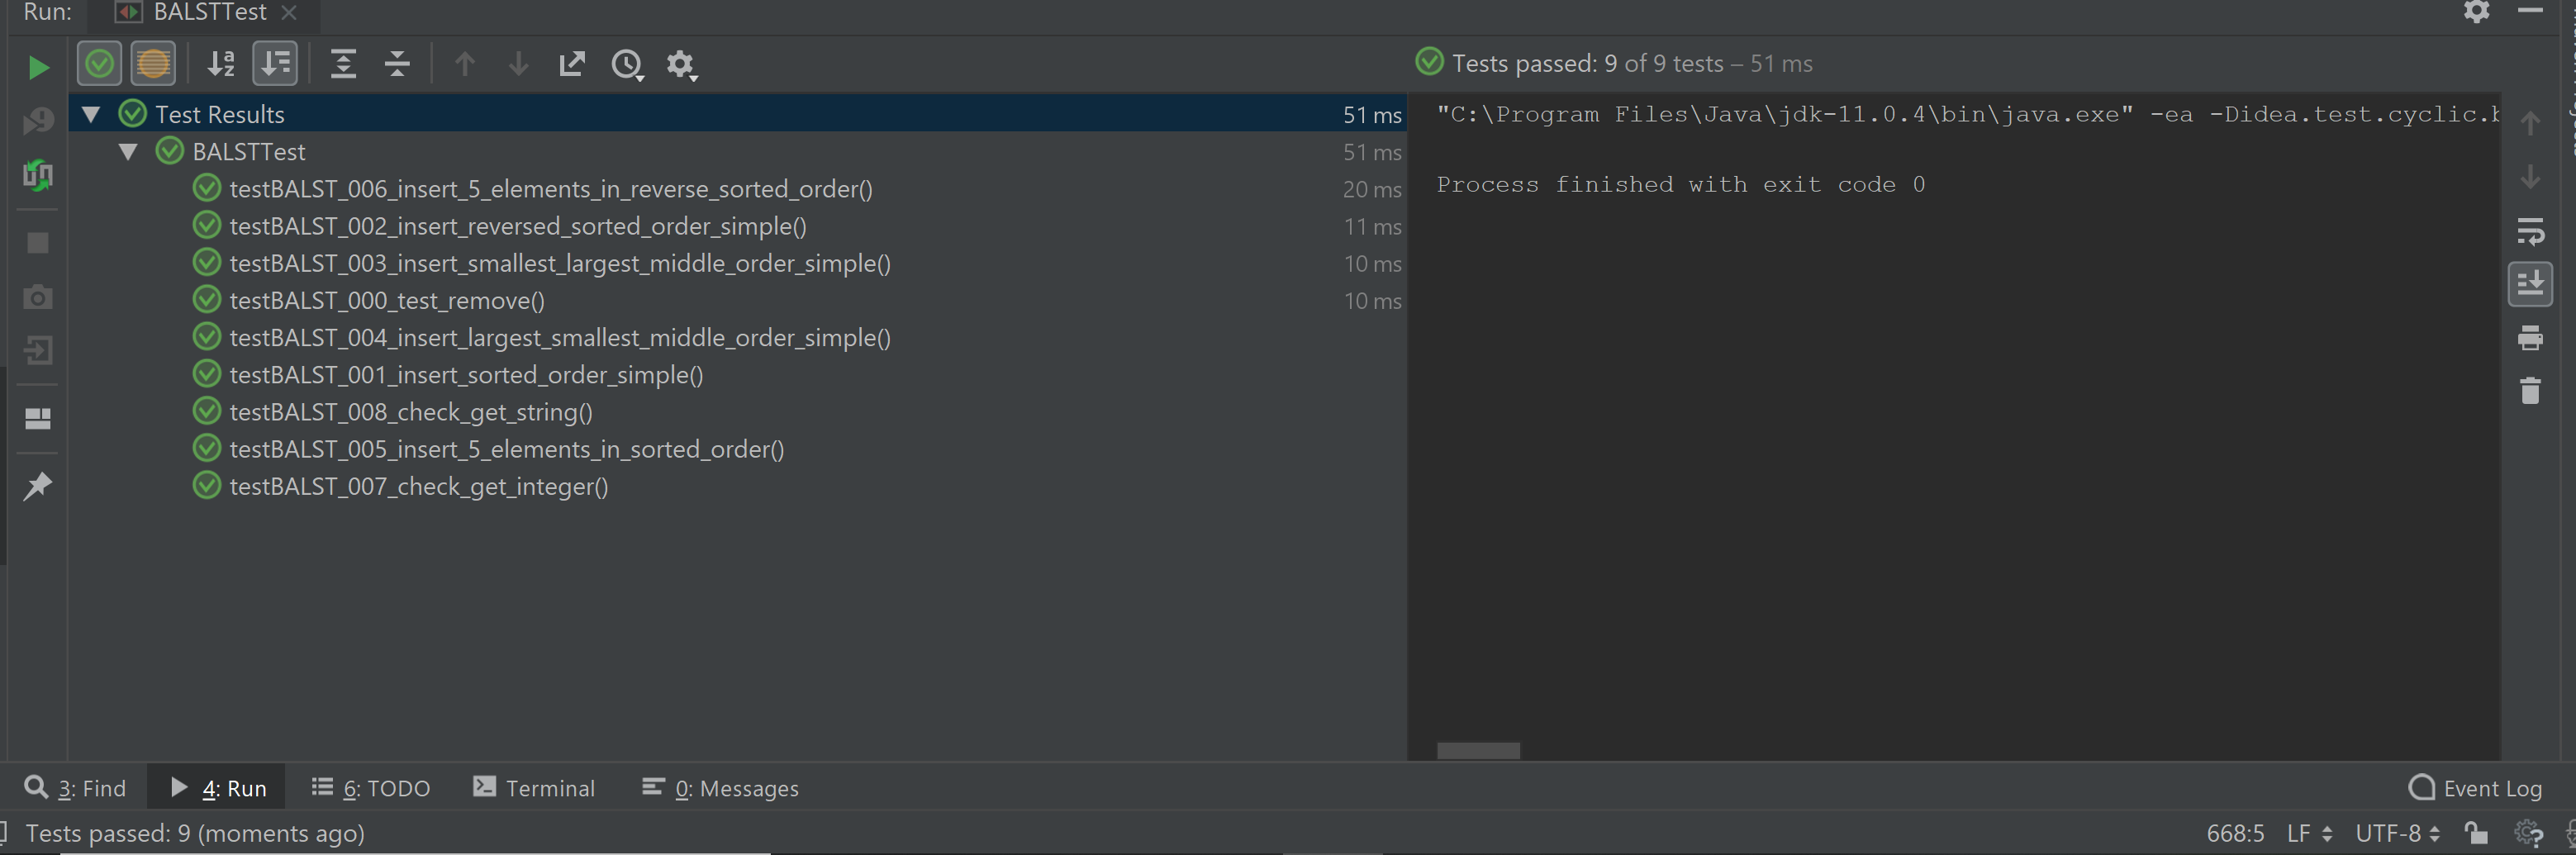 Run: BALSTTest
Tests passed: 9 of 9 tests – 51 ms
Test Results 51 ms
BALSTTest 51 ms
testBALST_006_insert_5_elements_in_reverse_sorted_order() 20 ms
testBALST_002_insert_reversed_sorted_order_simple() 11 ms
testBALST_003_insert_smallest_largest_middle_order_simple() 10 ms
testBALST_000_test_remove() 10 ms
testBALST_004_insert_largest_smallest_middle_order_simple()
testBALST_001_insert_sorted_order_simple()
testBALST_008_check_get_string()
testBALST_005_insert_5_elements_in_sorted_order()
testBALST_007_check_get_integer()
"C:\Program Files\Java\jdk-11.0.4\bin\java.exe" -ea -Didea.test.cyclic.b
Process finished with exit code 0
3: Find 4: Run 6: TODO Terminal 0: Messages Event Log
Tests passed: 9 (moments ago) 668:5 LF UTF-8